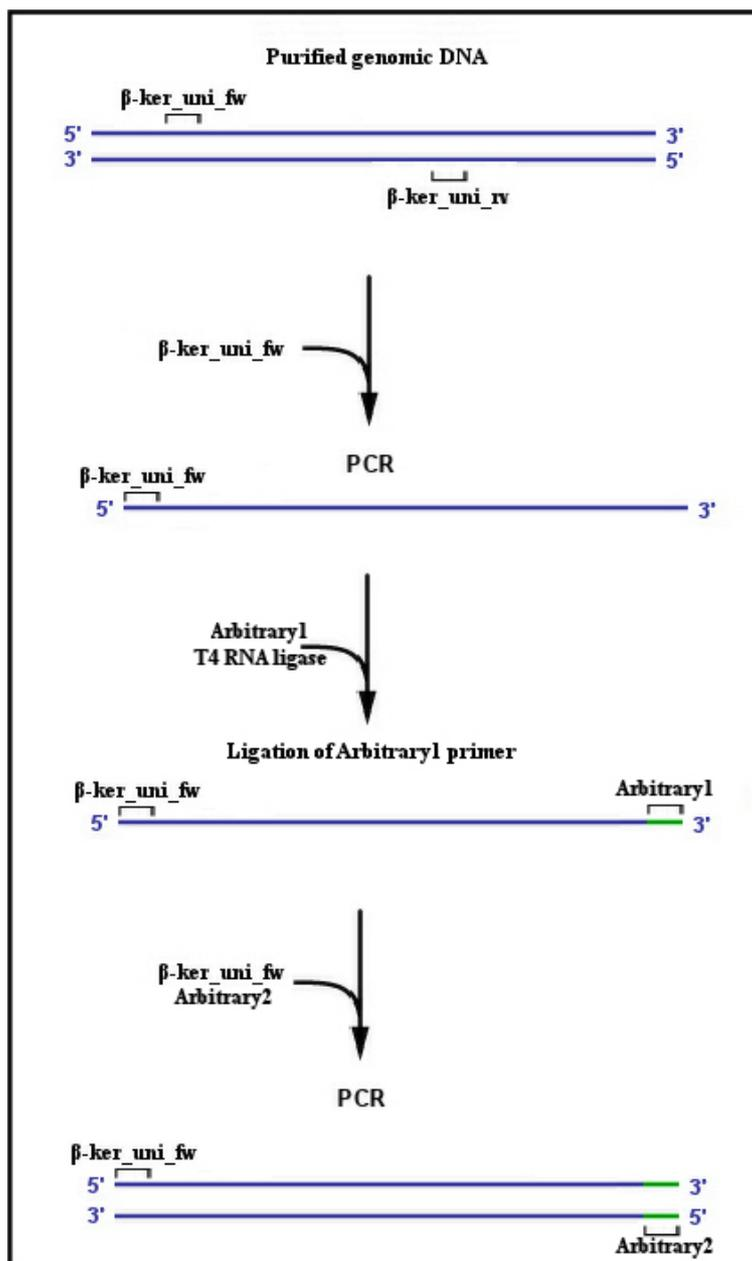 Purified genomic DNA
β-ker_uni_fw
5' 3'
3' 5'
β-ker_uni_rv
β-ker_uni_fw
PCR
β-ker_uni_fw
5' 3'
Arbitrary1
T4 RNA ligase
Ligation of Arbitrary1 primer
β-ker_uni_fw Arbitrary1
5' 3'
β-ker_uni_fw
Arbitrary2
PCR
β-ker_uni_fw
5' 3'
3' 5'
Arbitrary2